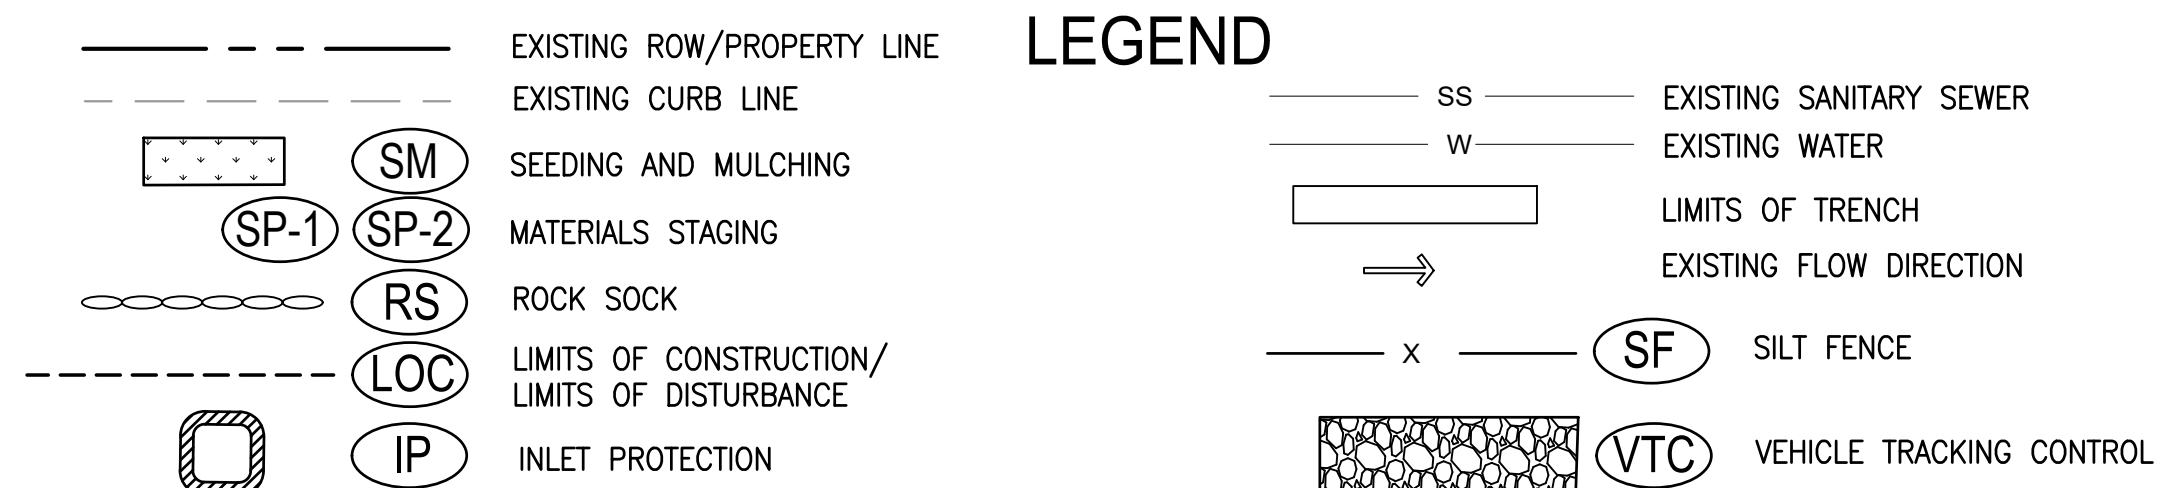 LEGEND
EXISTING ROW/PROPERTY LINE
EXISTING CURB LINE
SM SEEDING AND MULCHING
SP-1 SP-2 MATERIALS STAGING
RS ROCK SOCK
LOC LIMITS OF CONSTRUCTION/
LIMITS OF DISTURBANCE
IP INLET PROTECTION
SS EXISTING SANITARY SEWER
W EXISTING WATER
LIMITS OF TRENCH
EXISTING FLOW DIRECTION
X SF SILT FENCE
VTC VEHICLE TRACKING CONTROL